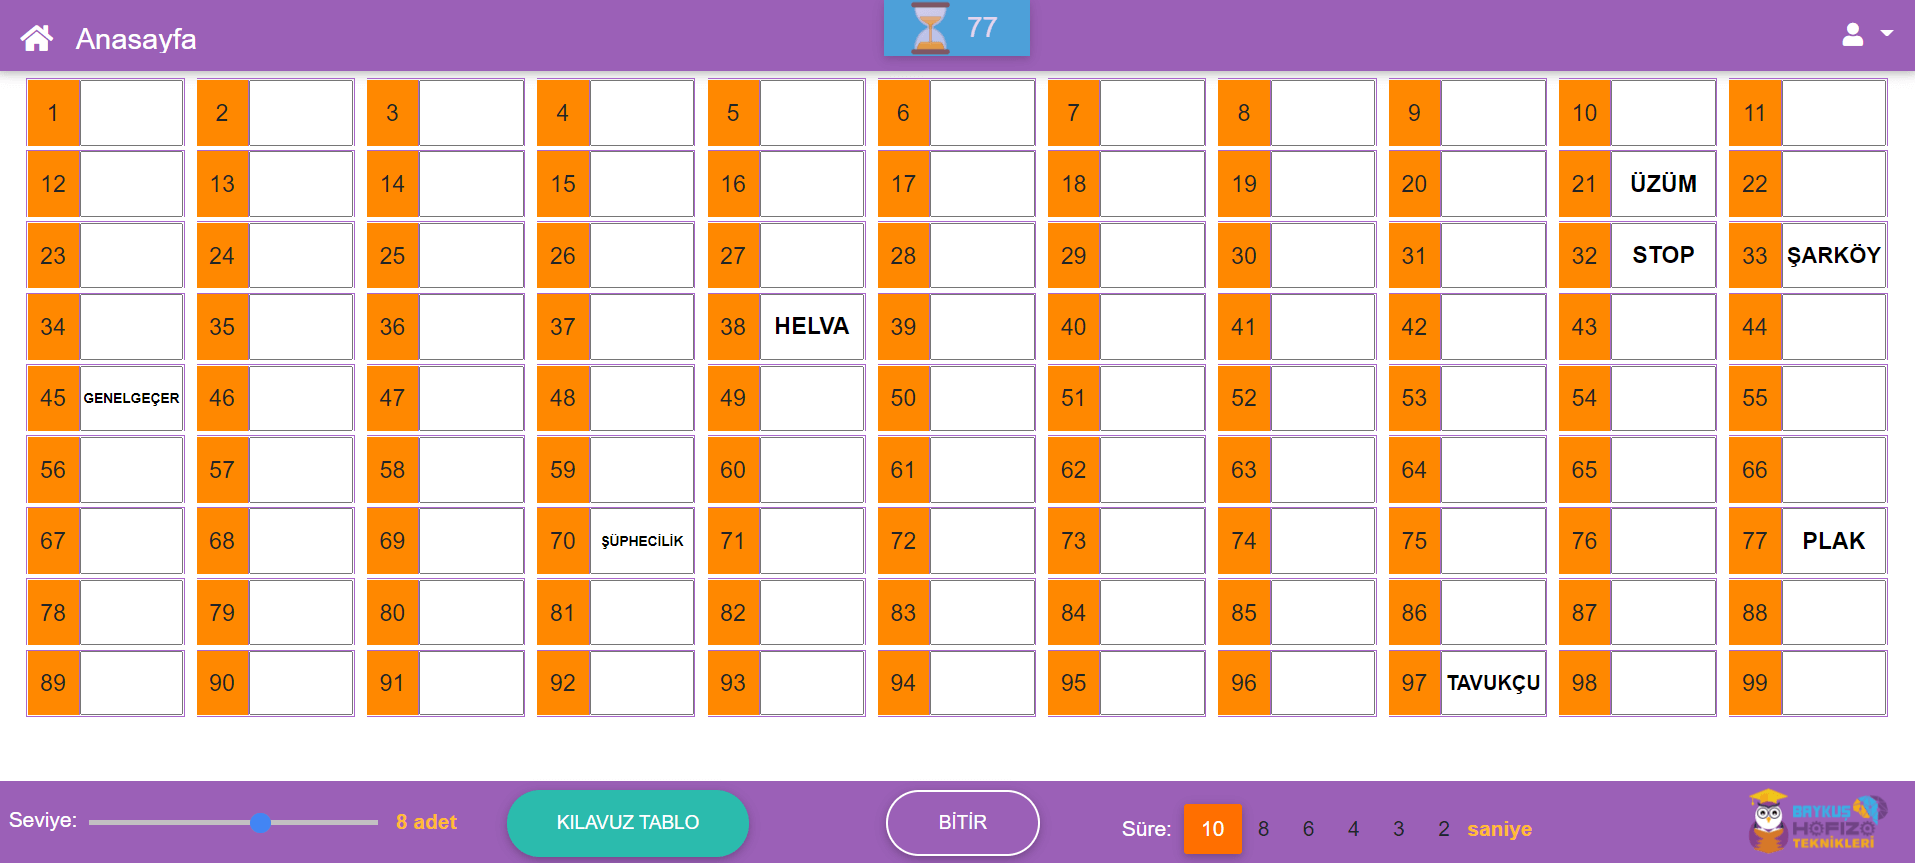 Anasayfa 77
1 2 3 4 5 6 7 8 9 10 11
12 13 14 15 16 17 18 19 20 21 ÜZÜM 22
23 24 25 26 27 28 29 30 31 32 STOP 33 ŞARKÖY
34 35 36 37 38 HELVA 39 40 41 42 43 44
45 GENELGEÇER 46 47 48 49 50 51 52 53 54 55
56 57 58 59 60 61 62 63 64 65 66
67 68 69 70 ŞÜPHECİLİK 71 72 73 74 75 76 77 PLAK
78 79 80 81 82 83 84 85 86 87 88
89 90 91 92 93 94 95 96 97 TAVUKÇU 98 99
Seviye: 8 adet KILAVUZ TABLO BİTİR Süre: 10 8 6 4 3 2 saniye
BAYKUŞ
HOFIZO
TEKNİKLERİ